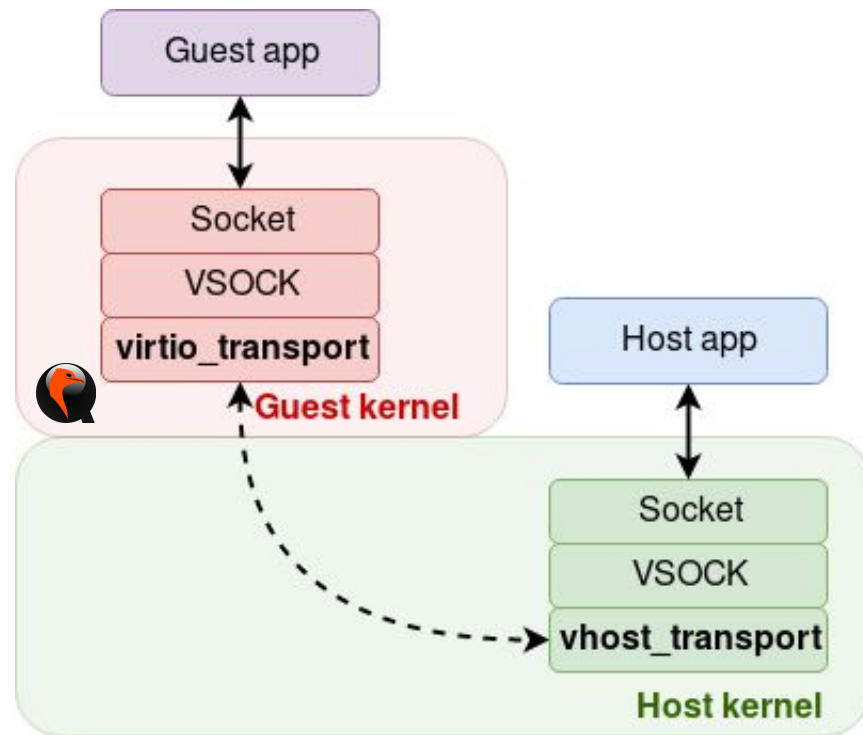 Guest app
Socket
VSOCK
virtio_transport
Guest kernel
Host app
Socket
VSOCK
vhost_transport
Host kernel